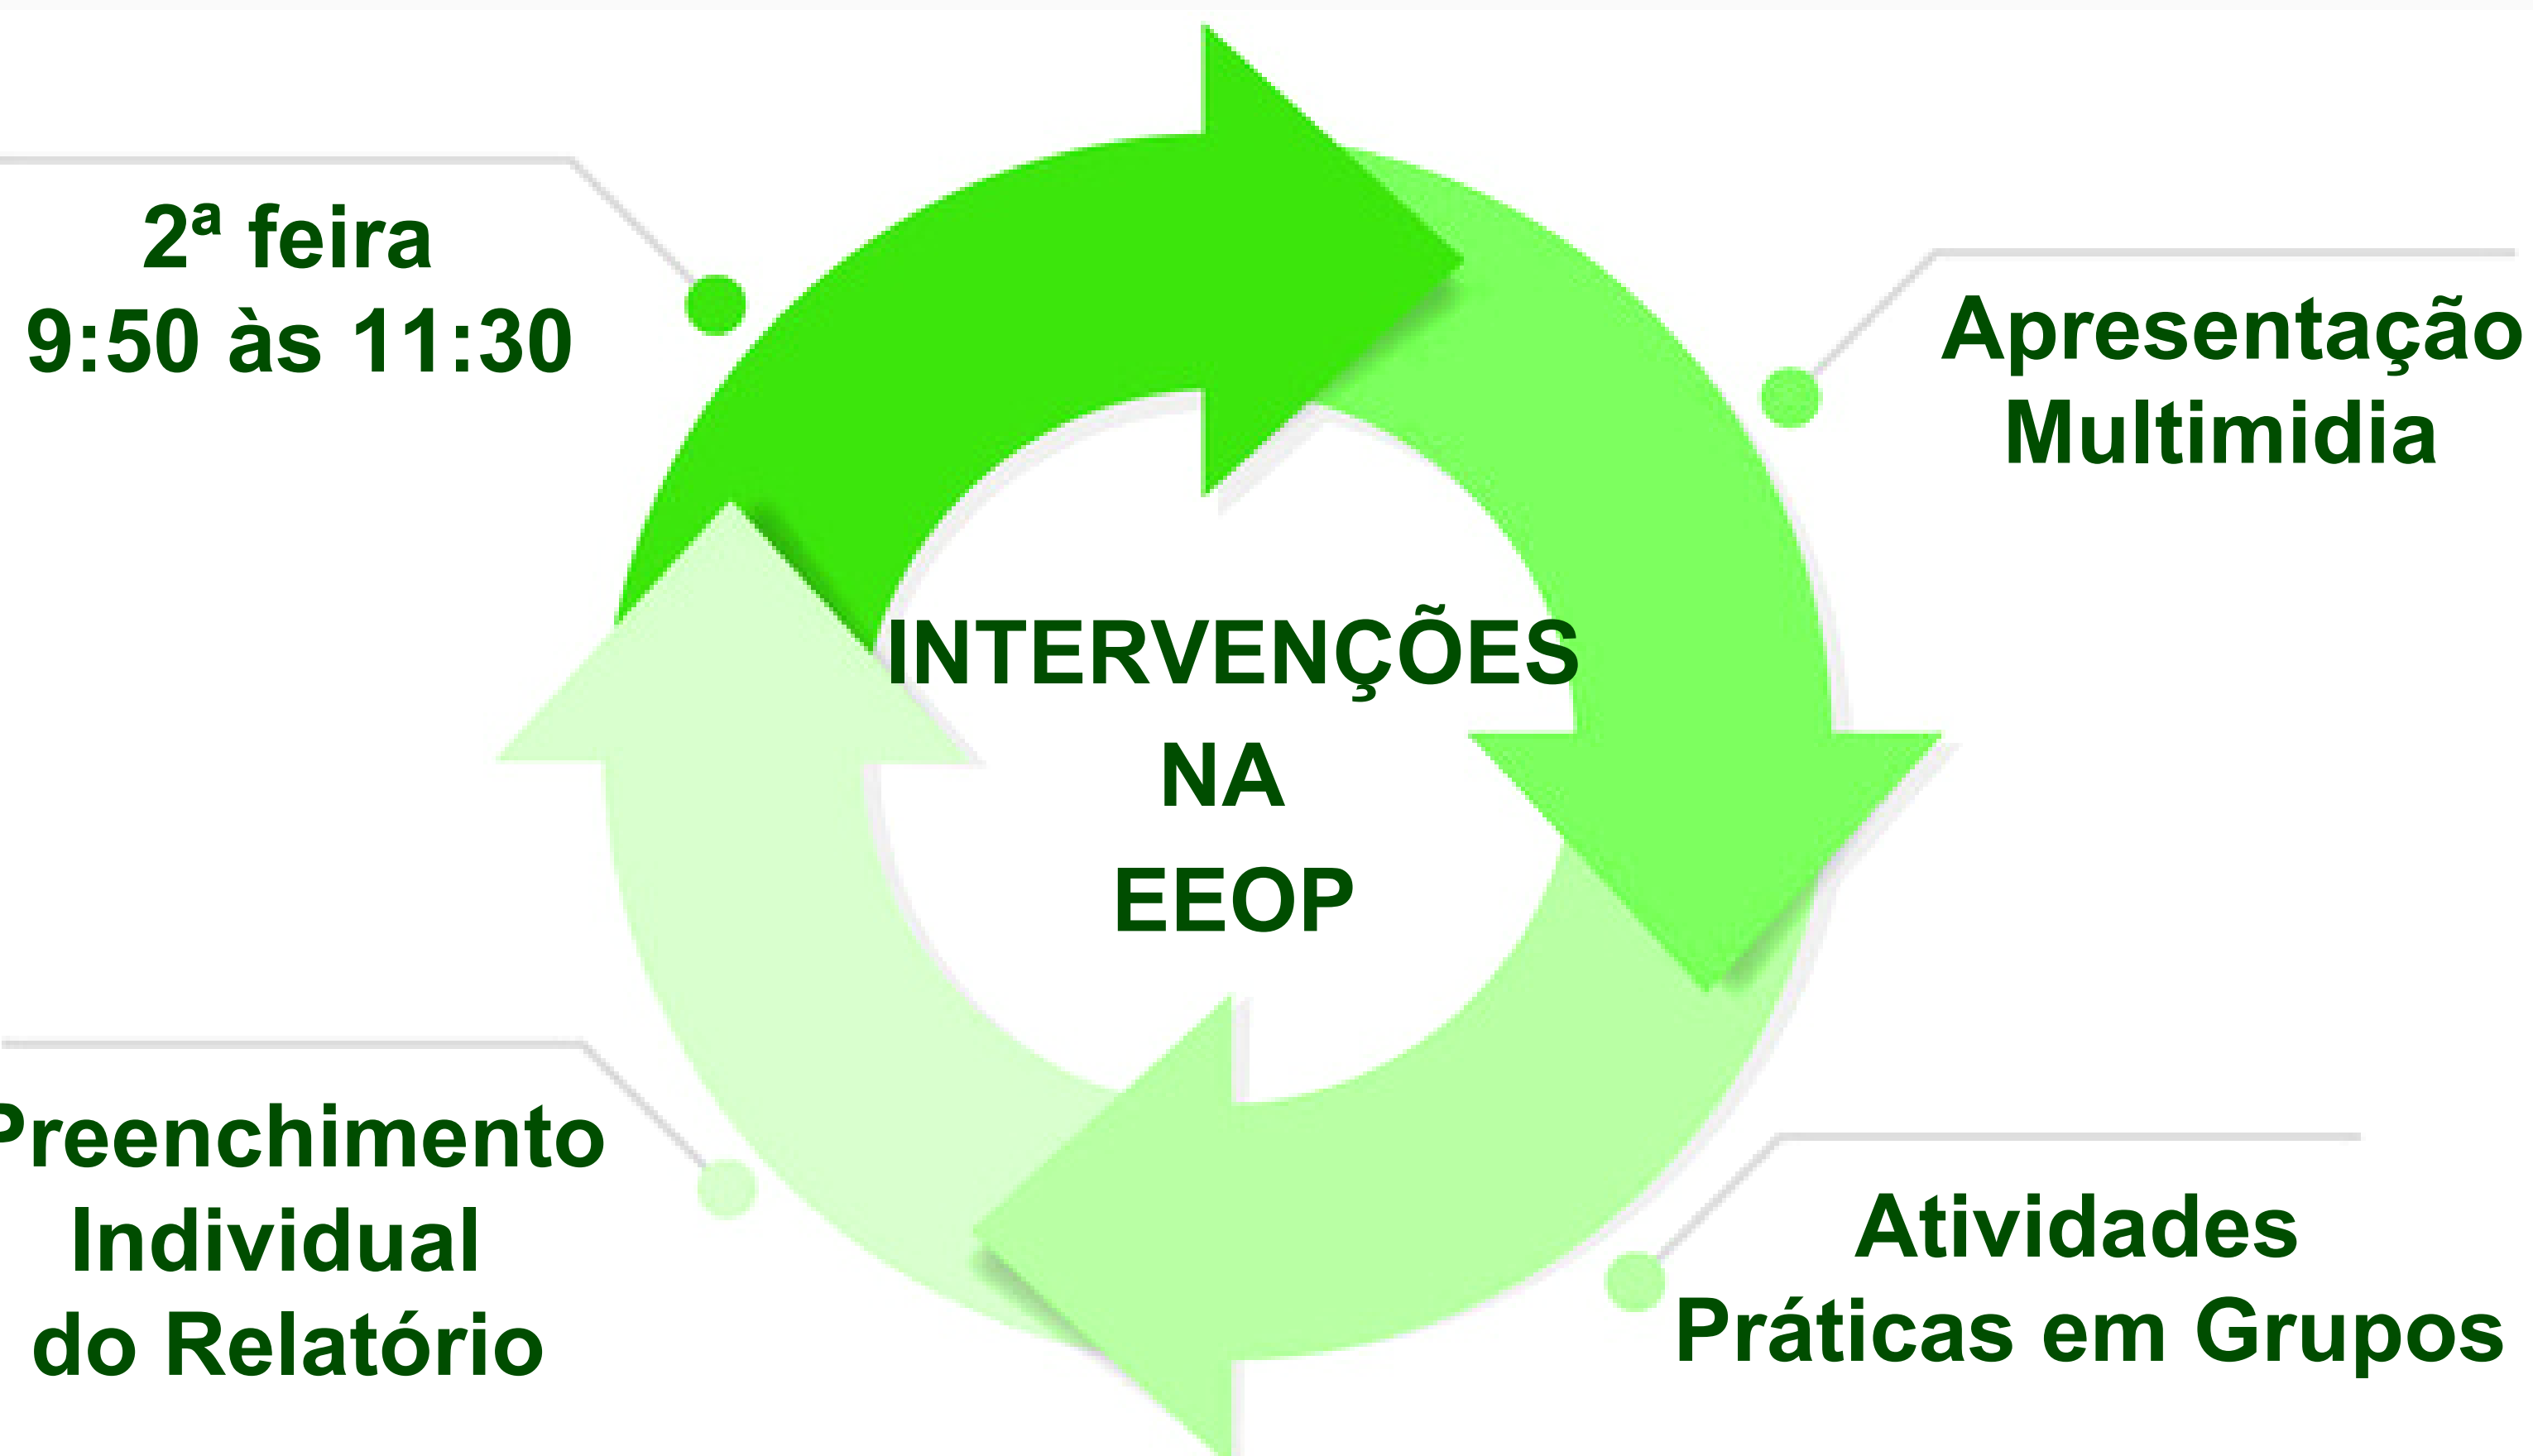 2ª feira
9:50 às 11:30
Apresentação
Multimidia
INTERVENÇÕES
NA
EEOP
Preenchimento
Individual
do Relatório
Atividades
Práticas em Grupos